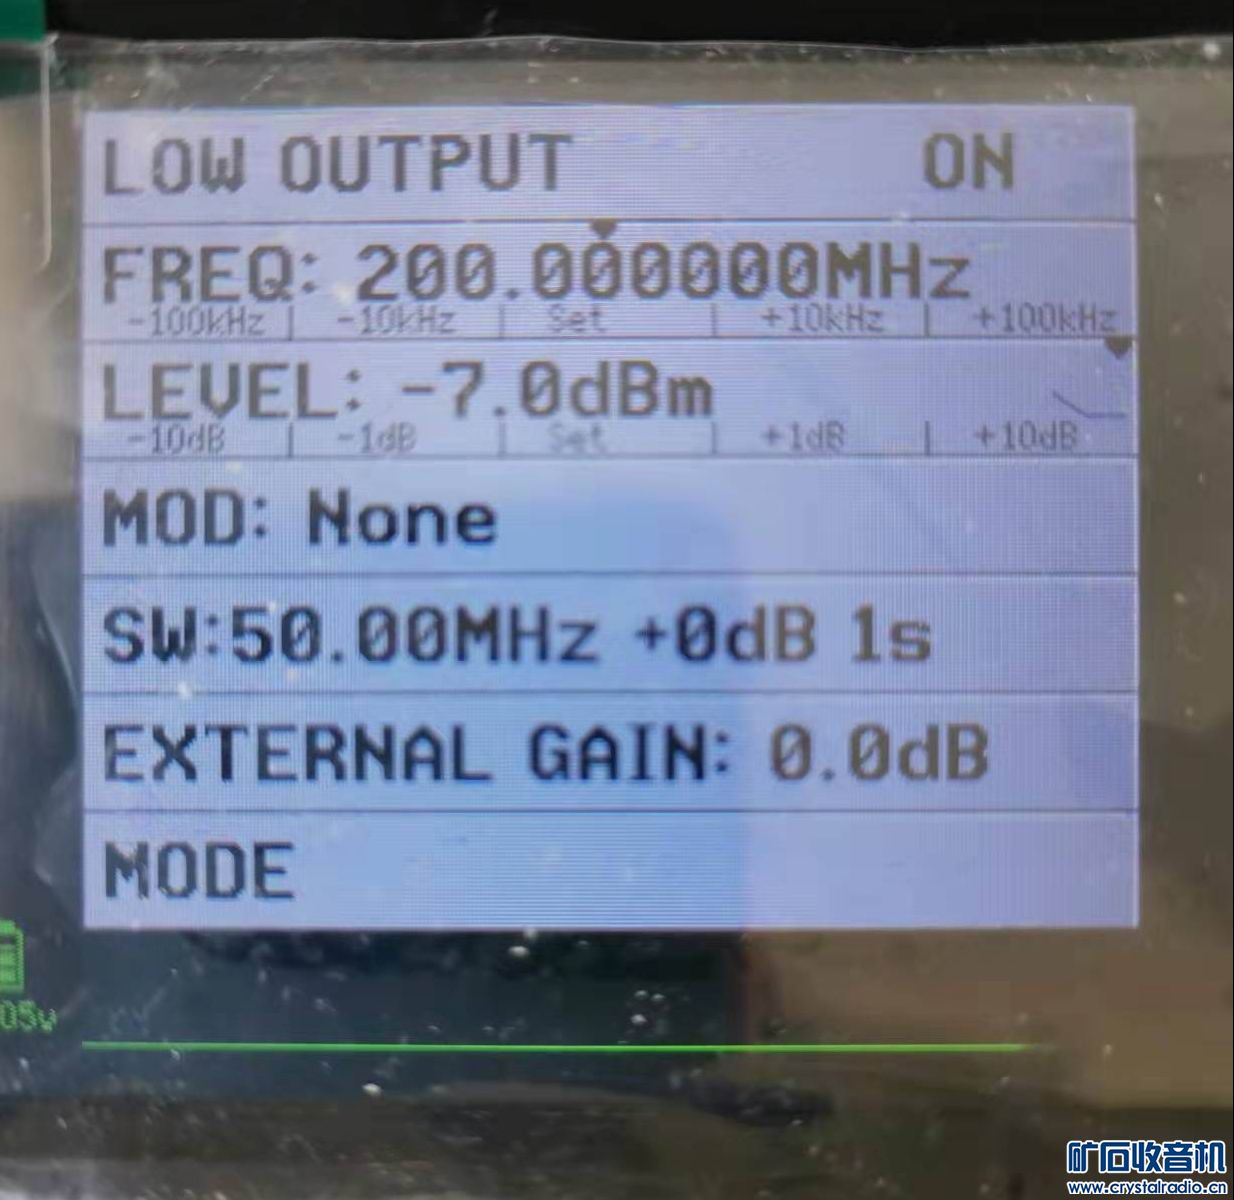 LOW OUTPUT ON
FREQ: 200.000000MHz
-100kHz | -10kHz | Set | +10kHz | +100kHz
LEVEL: -7.0dBm
-10dB | -1dB | Set | +1dB | +10dB
MOD: None
SW:50.00MHz +0dB 1s
EXTERNAL GAIN: 0.0dB
MODE
05v
矿石收音机
www.crystalradio.cn